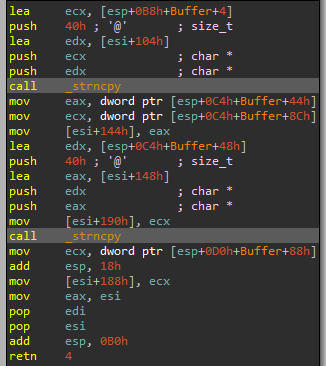 lea ecx, [esp+0B8h+Buffer+4]
push 40h ; '@' ; size_t
lea edx, [esi+104h]
push ecx ; char *
push edx ; char *
call _strncpy
mov eax, dword ptr [esp+0C4h+Buffer+44h]
mov ecx, dword ptr [esp+0C4h+Buffer+8Ch]
mov [esi+144h], eax
lea edx, [esp+0C4h+Buffer+48h]
push 40h ; '@' ; size_t
lea eax, [esi+148h]
push edx ; char *
push eax ; char *
mov [esi+190h], ecx
call _strncpy
mov ecx, dword ptr [esp+0D0h+Buffer+88h]
add esp, 18h
mov [esi+188h], ecx
mov eax, esi
pop edi
pop esi
add esp, 0B0h
retn 4